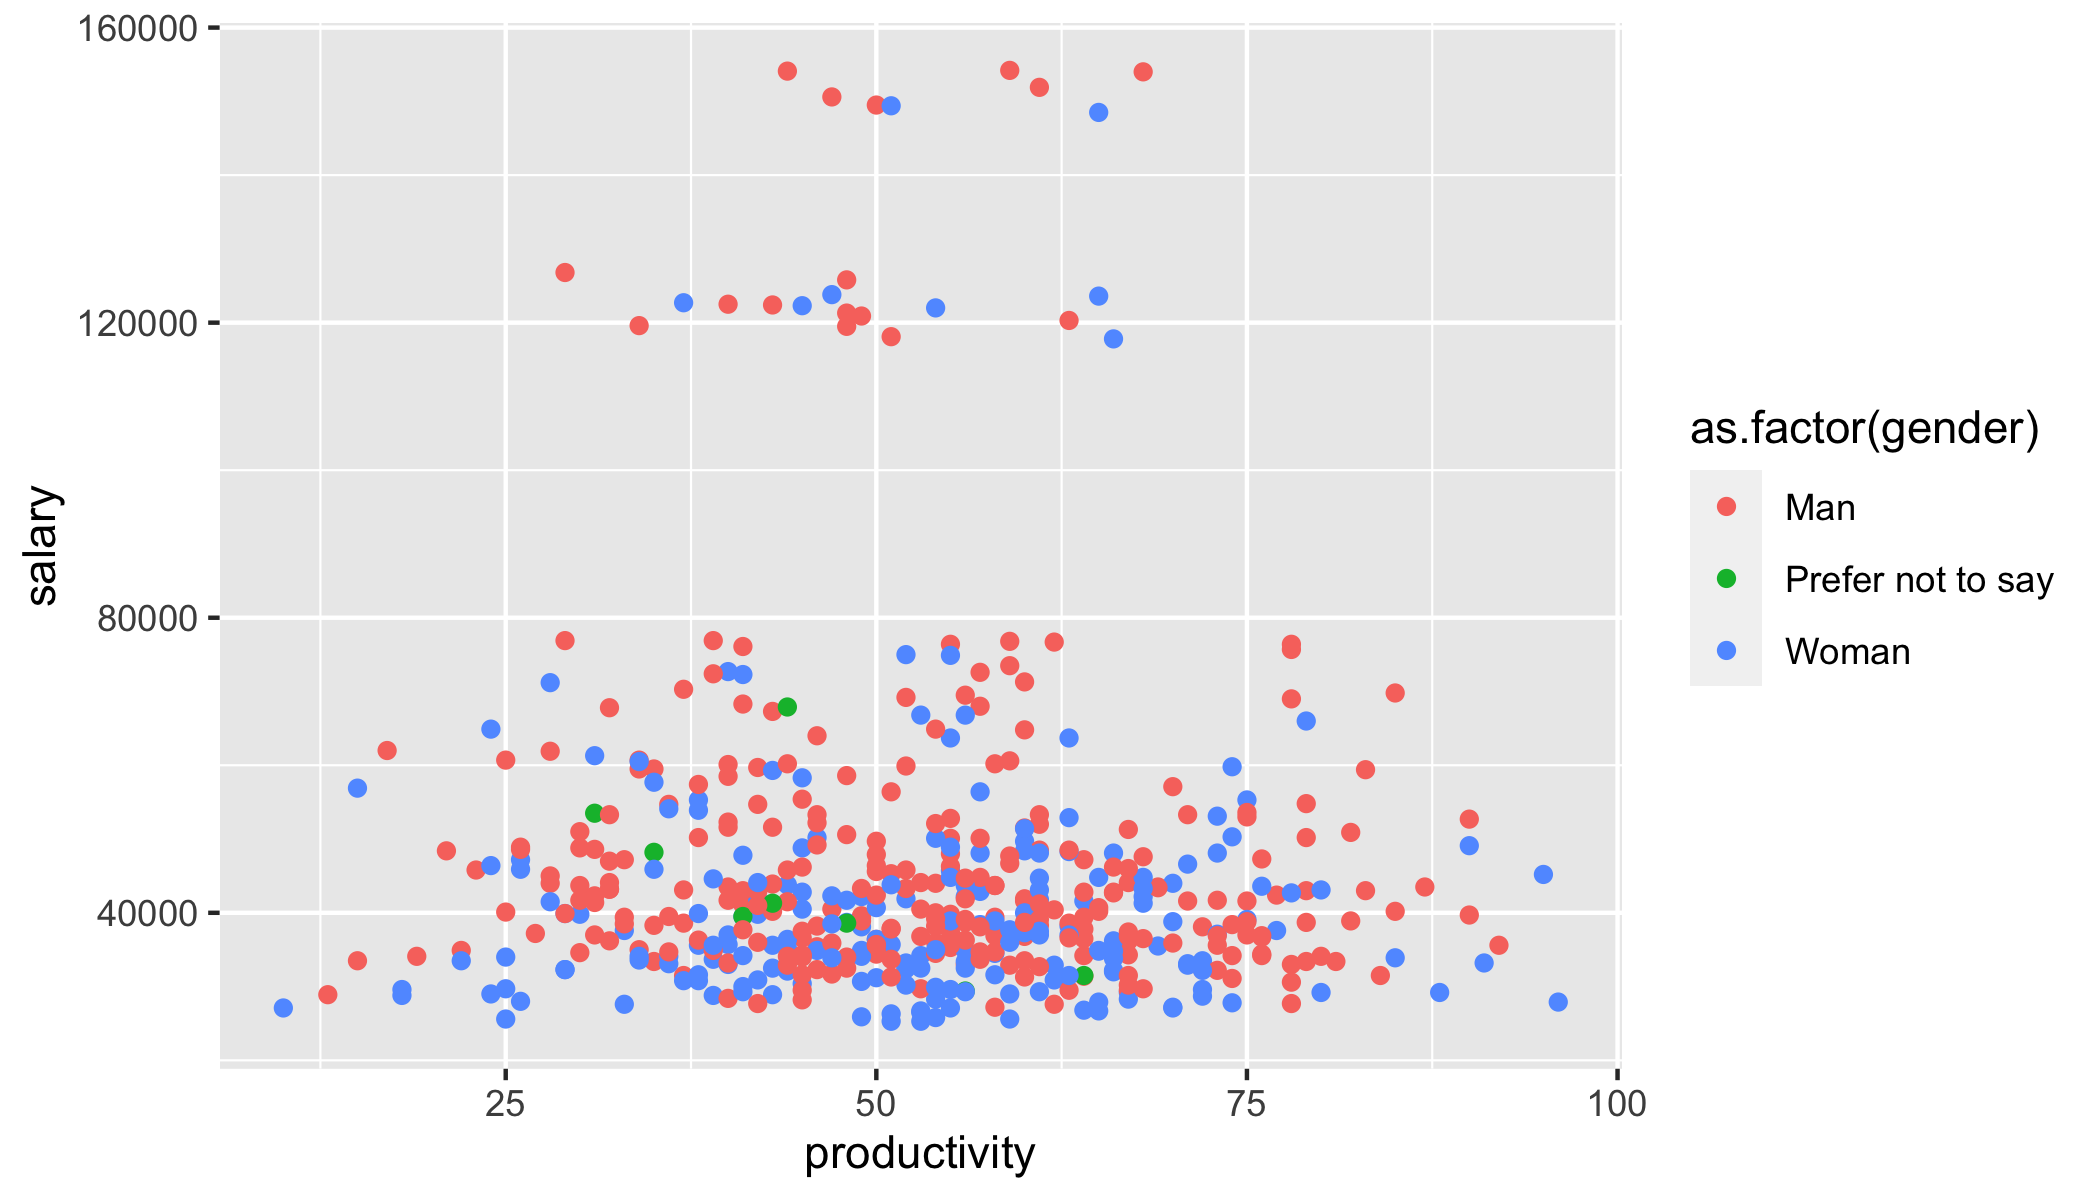 160000
120000
80000
40000
salary
25 50 75 100
productivity
as.factor(gender)
Man
Prefer not to say
Woman